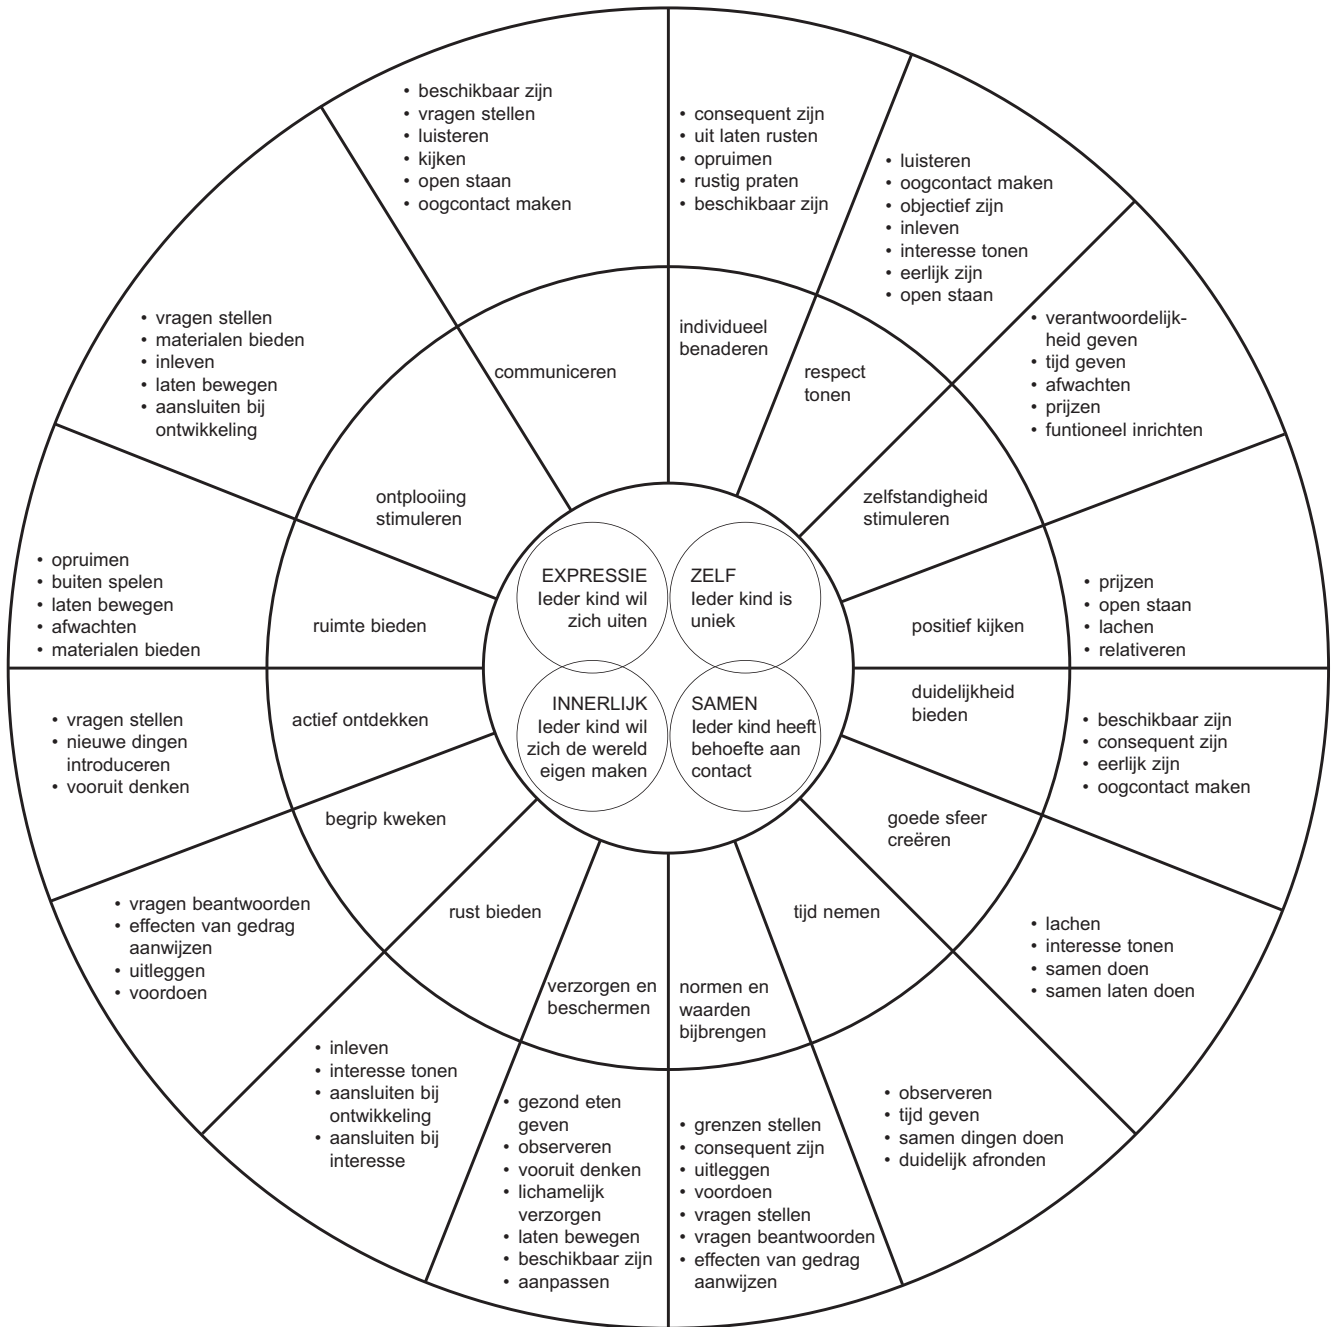 • beschikbaar zijn
• vragen stellen
• luisteren
• kijken
• open staan
• oogcontact maken
• consequent zijn
• uit laten rusten
• opruimen
• rustig praten
• beschikbaar zijn
• luisteren
• oogcontact maken
• objectief zijn
• inleven
• interesse tonen
• eerlijk zijn
• open staan
• verantwoordelijk-
heid geven
• tijd geven
• afwachten
• prijzen
• funtioneel inrichten
• vragen stellen
• materialen bieden
• inleven
• laten bewegen
• aansluiten bij
ontwikkeling
communiceren
individueel
benaderen
respect
tonen
ontplooiing
stimuleren
zelfstandigheid
stimuleren
• opruimen
• buiten spelen
• laten bewegen
• afwachten
• materialen bieden
ruimte bieden
EXPRESSIE
Ieder kind wil
zich uiten
ZELF
Ieder kind is
uniek
positief kijken
• prijzen
• open staan
• lachen
• relativeren
• vragen stellen
• nieuwe dingen
introduceren
• vooruit denken
actief ontdekken
INNERLIJK
Ieder kind wil
zich de wereld
eigen maken
SAMEN
Ieder kind heeft
behoefte aan
contact
duidelijkheid
bieden
• beschikbaar zijn
• consequent zijn
• eerlijk zijn
• oogcontact maken
begrip kweken
goede sfeer
creëren
• vragen beantwoorden
• effecten van gedrag
aanwijzen
• uitleggen
• voordoen
rust bieden
tijd nemen
• lachen
• interesse tonen
• samen doen
• samen laten doen
verzorgen en
beschermen
normen en
waarden
bijbrengen
• inleven
• interesse tonen
• aansluiten bij
ontwikkeling
• aansluiten bij
interesse
• gezond eten
geven
• observeren
• vooruit denken
• lichamelijk
verzorgen
• laten bewegen
• beschikbaar zijn
• aanpassen
• grenzen stellen
• consequent zijn
• uitleggen
• voordoen
• vragen stellen
• vragen beantwoorden
• effecten van gedrag
aanwijzen
• observeren
• tijd geven
• samen dingen doen
• duidelijk afronden